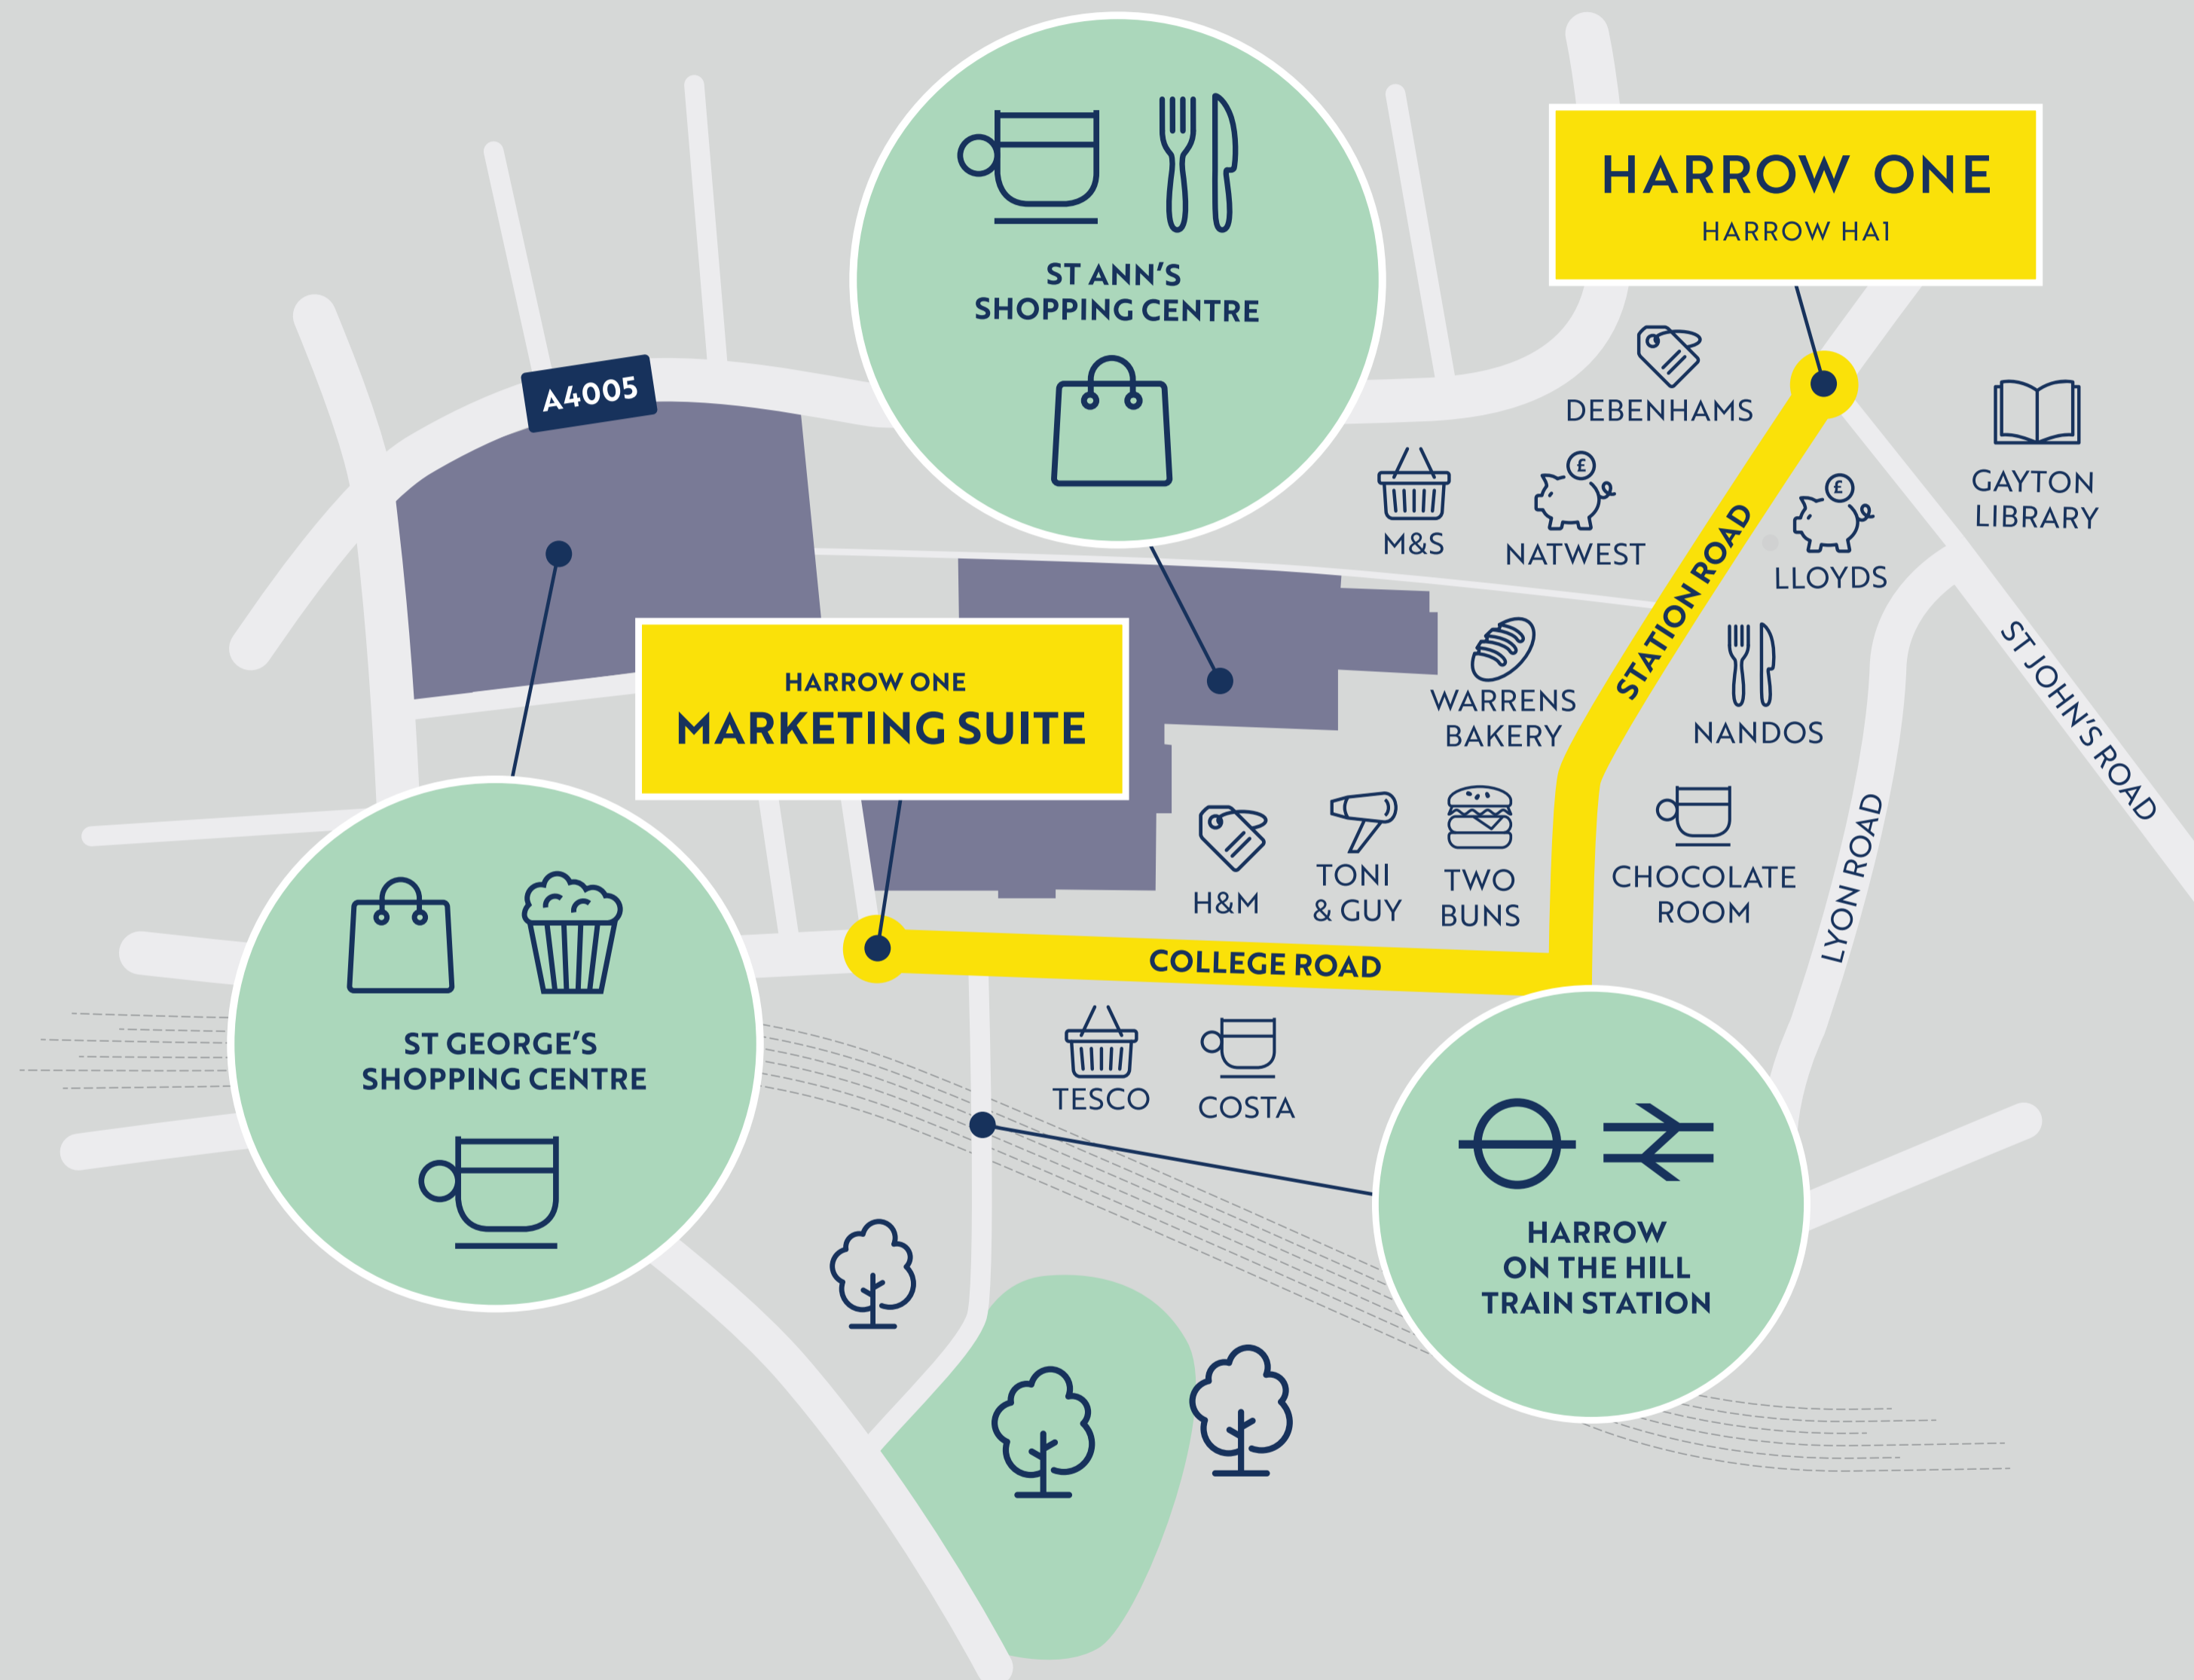 HARROW ONE
HARROW HA1
ST ANN'S
SHOPPING CENTRE
A4005
DEBENHAMS
GAYTON
LIBRARY
M&S
NATWEST
LLOYDS
STATION ROAD
ST JOHN'S ROAD
HARROW ONE
MARKETING SUITE
WARRENS
BAKERY
NANDOS
LYON ROAD
H&M
TONI
& GUY
TWO
BUNS
CHOCOLATE
ROOM
COLLEGE ROAD
ST GEORGE'S
SHOPPING CENTRE
TESCO
COSTA
HARROW
ON THE HILL
TRAIN STATION
£
£